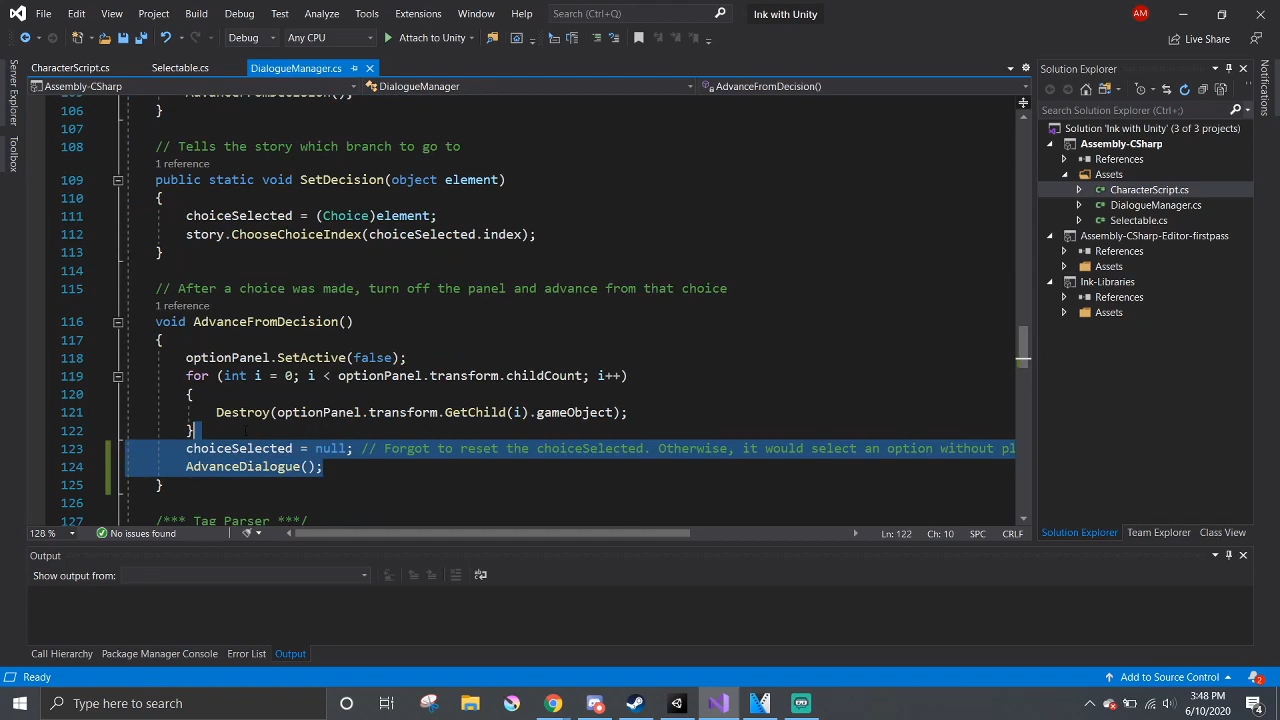 File Edit View Git Project Build Debug Test Analyze Tools Extensions Window Help Search (Ctrl+Q) Ink with Unity AM
Debug Any CPU Attach to Unity Live Share
CharacterScript.cs Selectable.cs DialogueManager.cs
Assembly-CSharp DialogueManager AdvanceFromDecision()
Server Explorer
Toolbox
Notifications
106 }
107
108 // Tells the story which branch to go to
1 reference
109 public static void SetDecision(object element)
110 {
111 choiceSelected = (Choice)element;
112 story.ChooseChoiceIndex(choiceSelected.index);
113 }
114
115 // After a choice was made, turn off the panel and advance from that choice
1 reference
116 void AdvanceFromDecision()
117 {
118 optionPanel.SetActive(false);
119 for (int i = 0; i < optionPanel.transform.childCount; i++)
120 {
121 Destroy(optionPanel.transform.GetChild(i).gameObject);
122 }
123 choiceSelected = null; // Forgot to reset the choiceSelected. Otherwise, it would select an option without pl
124 AdvanceDialogue();
125 }
126
127 /*** Tag Parser ***/
128 % No issues found Ln: 122 Ch: 10 SPC CRLF
Solution Explorer
Search Solution Explorer (Ctrl+;)
Solution 'Ink with Unity' (3 of 3 projects)
Assembly-CSharp
References
Assets
CharacterScript.cs
DialogueManager.cs
Selectable.cs
Assembly-CSharp-Editor-firstpass
References
Assets
Ink-Libraries
References
Assets
Solution Explorer Team Explorer Class View
Output
Show output from:
Call Hierarchy Package Manager Console Error List Output
Ready Add to Source Control 2
Type here to search 3:48 PM
6/10/2020 4